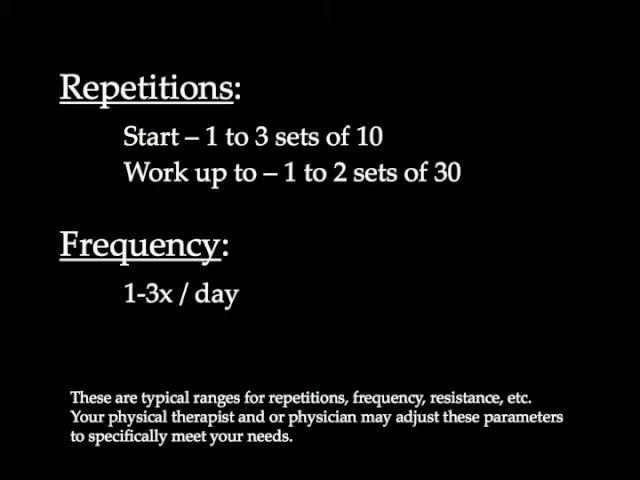 Repetitions:
Start – 1 to 3 sets of 10
Work up to – 1 to 2 sets of 30
Frequency:
1-3x / day
These are typical ranges for repetitions, frequency, resistance, etc.
Your physical therapist and or physician may adjust these parameters
to specifically meet your needs.